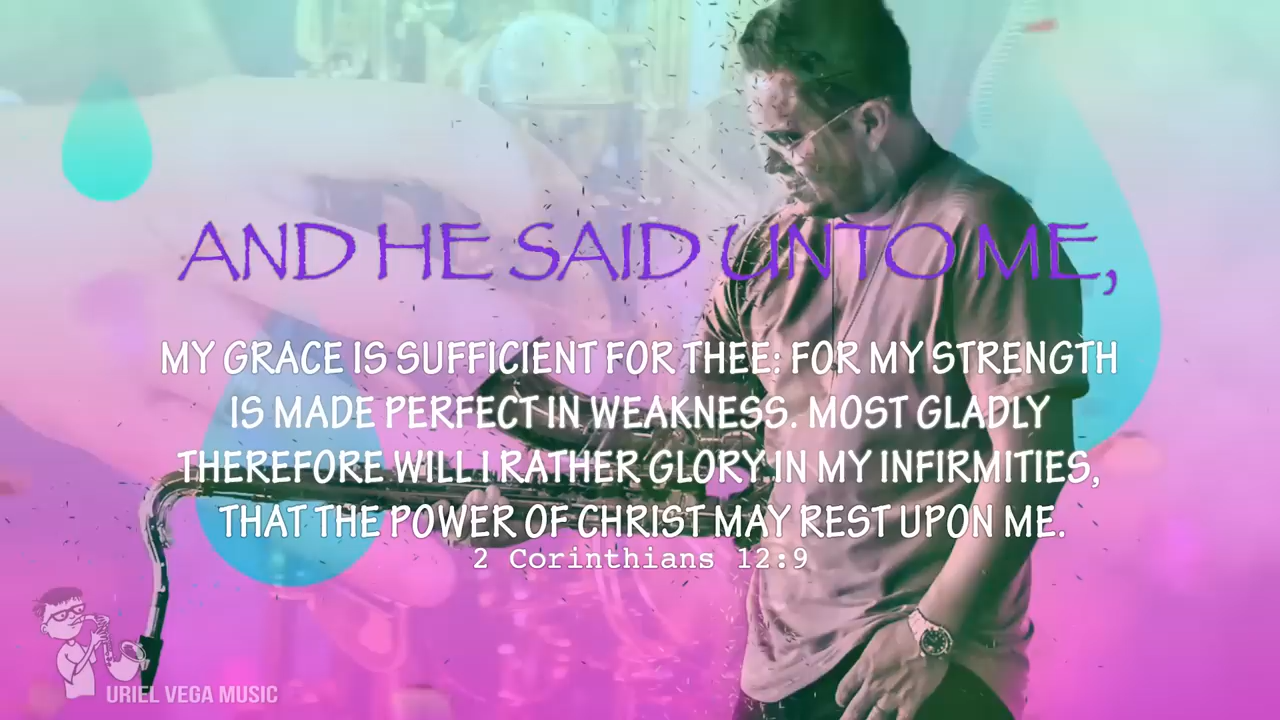 AND HE SAID UNTO ME,
MY GRACE IS SUFFICIENT FOR THEE: FOR MY STRENGTH
IS MADE PERFECT IN WEAKNESS. MOST GLADLY
THEREFORE WILL I RATHER GLORY IN MY INFIRMITIES,
THAT THE POWER OF CHRIST MAY REST UPON ME.
2 Corinthians 12:9
URIEL VEGA MUSIC